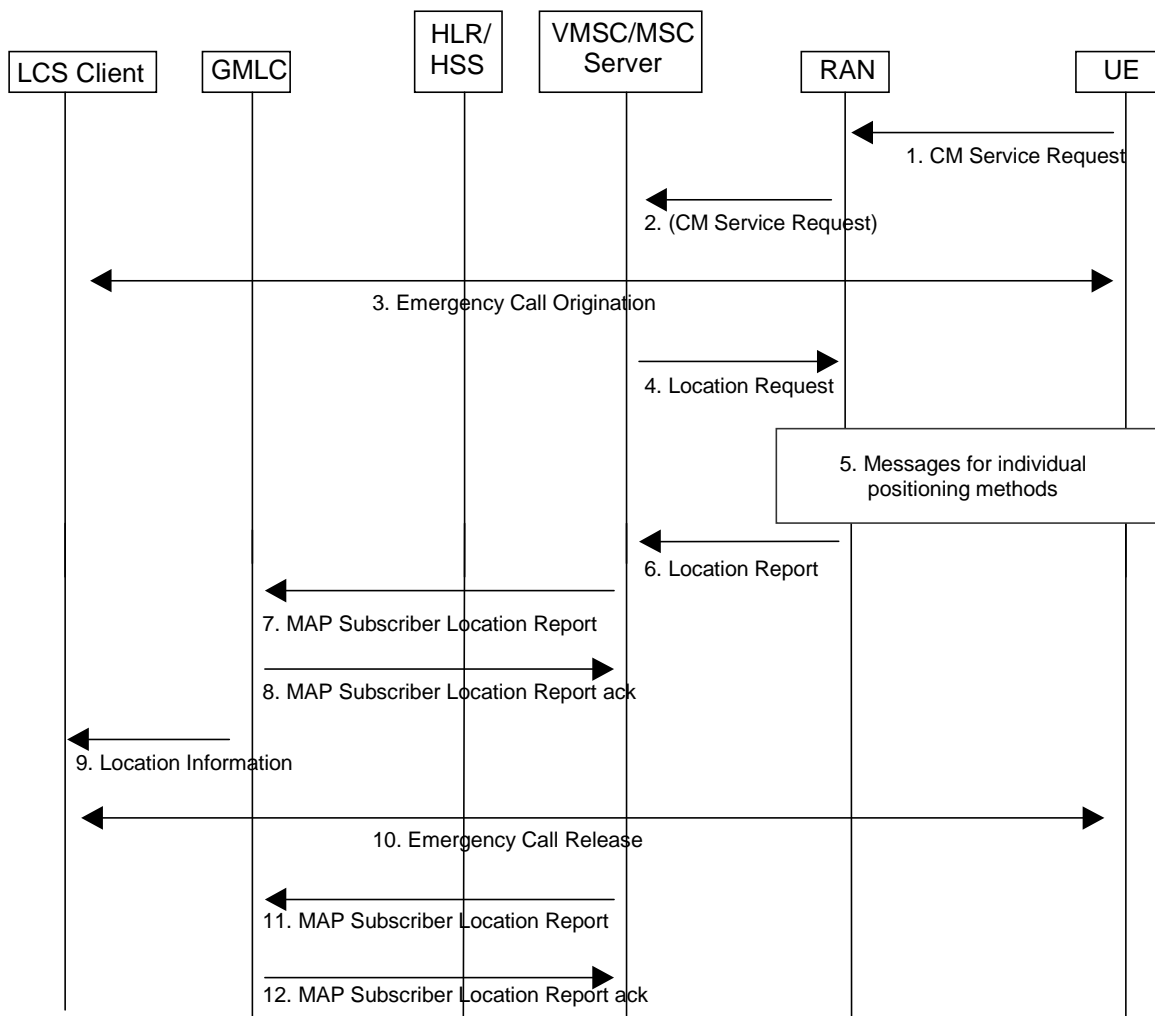 LCS Client
GMLC
HLR/
HSS
VMSC/MSC
Server
RAN
UE
1. CM Service Request
2. (CM Service Request)
3. Emergency Call Origination
4. Location Request
5. Messages for individual
positioning methods
6. Location Report
7. MAP Subscriber Location Report
8. MAP Subscriber Location Report ack
9. Location Information
10. Emergency Call Release
11. MAP Subscriber Location Report
12. MAP Subscriber Location Report ack